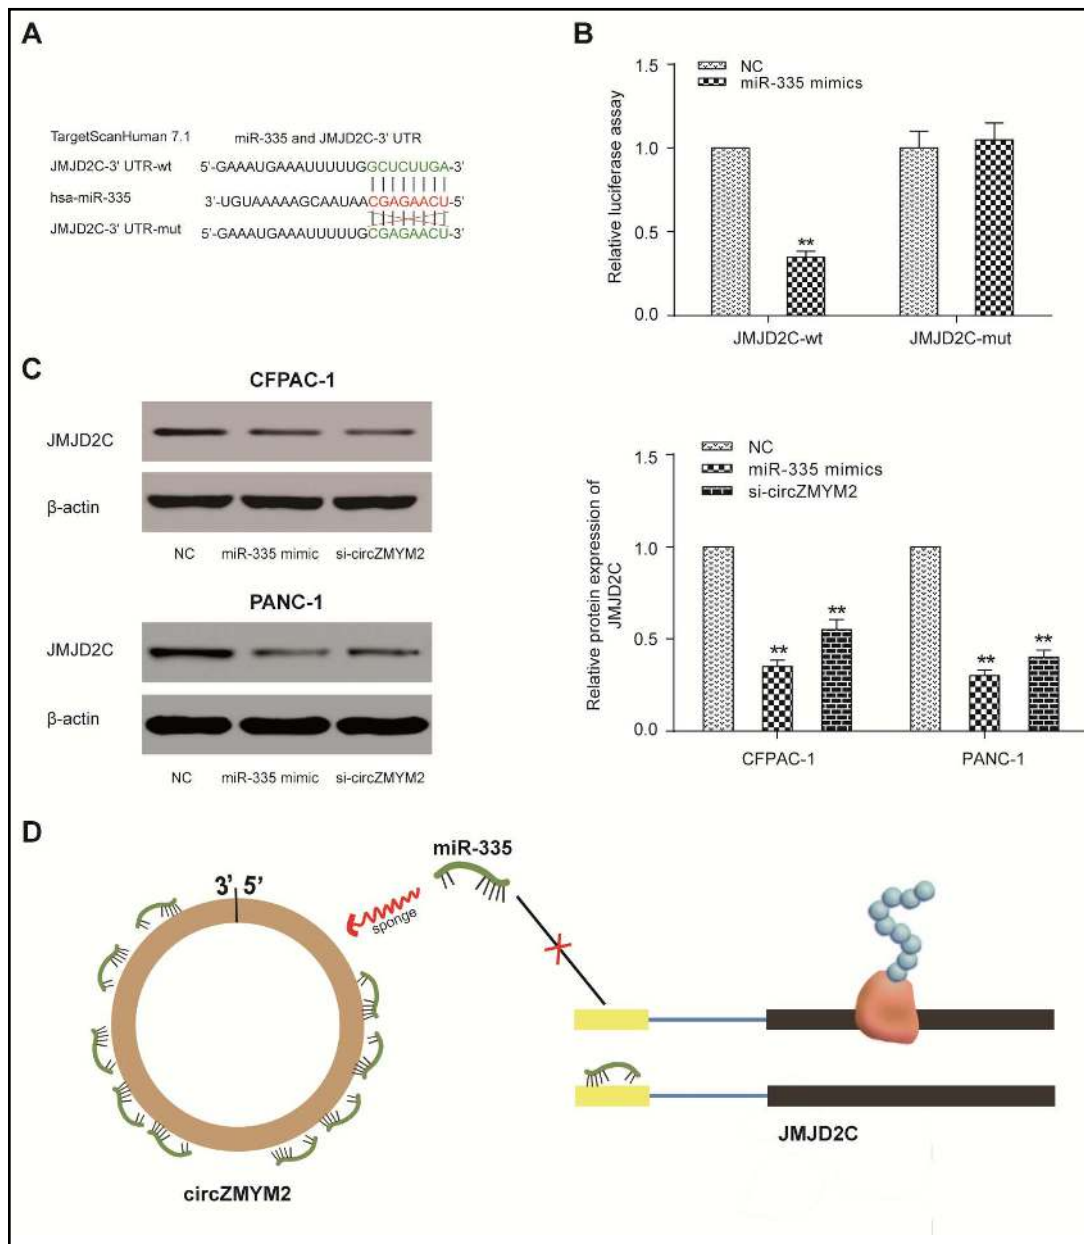 A
TargetScanHuman 7.1 miR-335 and JMJD2C-3' UTR
JMJD2C-3' UTR-wt 5'-GAAAUGAAAUUUUUGGCUCUUGA-3'
hsa-miR-335 3'-UGUAAAAAGCAAUAACGAGAACU-5'
JMJD2C-3' UTR-mut 5'-GAAAUGAAAUUUUUGCGAGAACU-3'
B
NC
miR-335 mimics
Relative luciferase assay
1.5
1.0
0.5
0.0
**
JMJD2C-wt JMJD2C-mut
C
CFPAC-1
JMJD2C
β-actin
NC miR-335 mimic si-circZMYM2
PANC-1
JMJD2C
β-actin
NC miR-335 mimic si-circZMYM2
NC
miR-335 mimics
si-circZMYM2
Relative protein expression of
JMJD2C
1.5
1.0
0.5
0.0
** ** ** **
CFPAC-1 PANC-1
D
miR-335
3' 5'
sponge
circZMYM2
JMJD2C